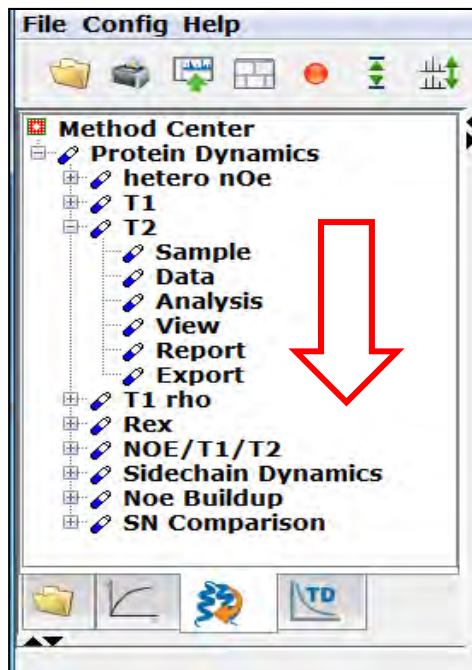 File Config Help
Method Center
Protein Dynamics
hetero nOe
T1
T2
Sample
Data
Analysis
View
Report
Export
T1 rho
Rex
NOE/T1/T2
Sidechain Dynamics
Noe Buildup
SN Comparison
TD